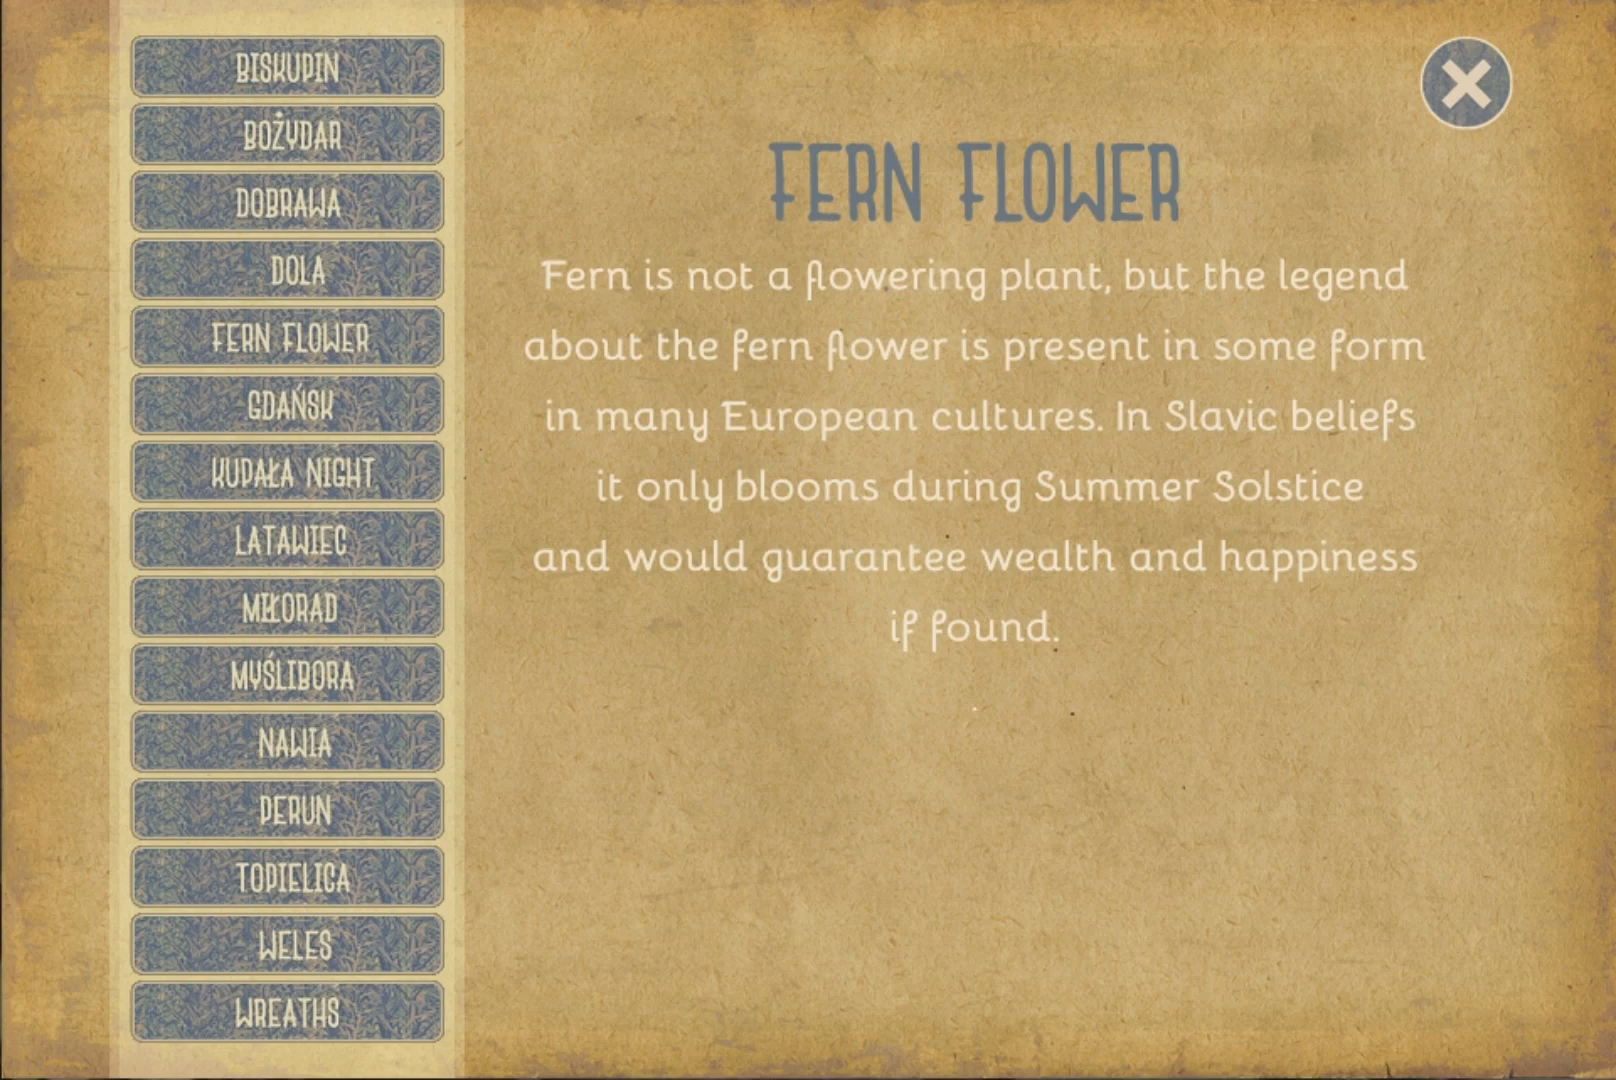 BISKUPIN
BOŻYDAR
DOBRAWA
DOLA
FERN FLOWER
GDAŃSK
KUPAŁA NIGHT
LATAWIEC
MIŁORAD
MYŚLIBORA
NAWIA
PERUN
TOPIELICA
WELES
WREATHS
FERN FLOWER
Fern is not a flowering plant, but the legend
about the fern flower is present in some form
in many European cultures. In Slavic beliefs
it only blooms during Summer Solstice
and would guarantee wealth and happiness
if found.